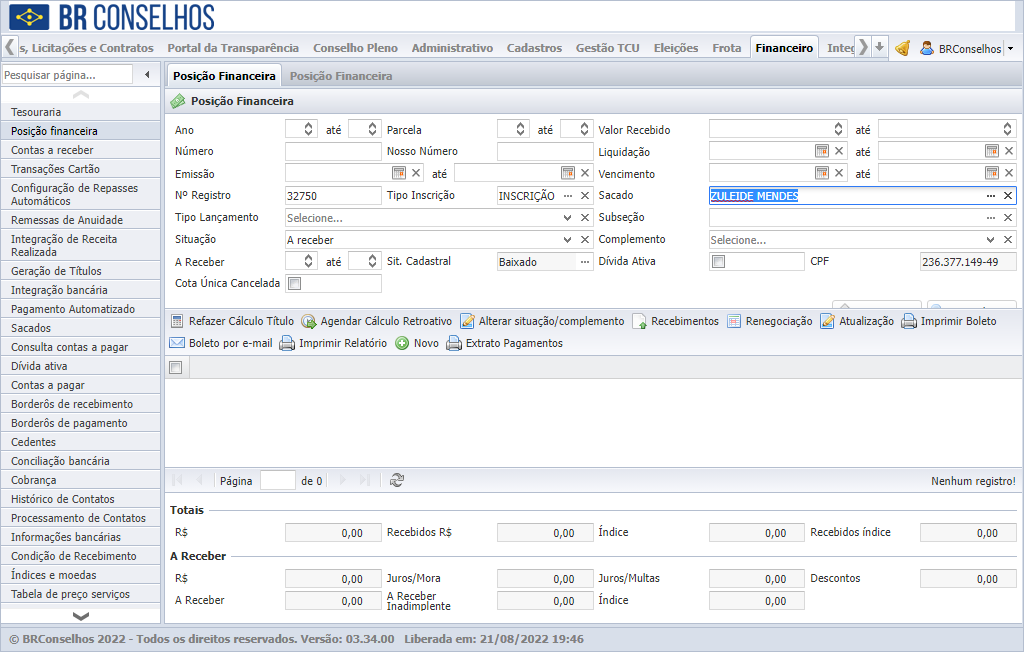 BR CONSELHOS
s, Licitações e Contratos Portal da Transparência Conselho Pleno Administrativo Cadastros Gestão TCU Eleições Frota Financeiro Integ BRConselhos
Pesquisar página... Posição Financeira Posição Financeira
Posição Financeira
Tesouraria
Posição financeira
Contas a receber
Transações Cartão
Configuração de Repasses
Automáticos
Remessas de Anuidade
Integração de Receita
Realizada
Geração de Títulos
Integração bancária
Pagamento Automatizado
Sacados
Consulta contas a pagar
Dívida ativa
Contas a pagar
Borderôs de recebimento
Borderôs de pagamento
Cedentes
Conciliação bancária
Cobrança
Histórico de Contatos
Processamento de Contatos
Informações bancárias
Condição de Recebimento
Índices e moedas
Tabela de preço serviços
Ano até Parcela até Valor Recebido até
Número Nosso Número Liquidação até
Emissão até Vencimento até
Nº Registro 32750 Tipo Inscrição INSCRIÇÃO ... Sacado ZULEIDE MENDES ...
Tipo Lançamento Selecione... Subseção ...
Situação A receber Complemento Selecione...
A Receber até Sit. Cadastral Baixado ... Dívida Ativa CPF 236.377.149-49
Cota Única Cancelada
Refazer Cálculo Título Agendar Cálculo Retroativo Alterar situação/complemento Recebimentos Renegociação Atualização Imprimir Boleto
Boleto por e-mail Imprimir Relatório Novo Extrato Pagamentos
Página de 0 Nenhum registro!
Totais
R$ 0,00 Recebidos R$ 0,00 Índice 0,00 Recebidos índice 0,00
A Receber
R$ 0,00 Juros/Mora 0,00 Juros/Multas 0,00 Descontos 0,00
A Receber 0,00 A Receber Inadimplente 0,00 Índice 0,00
© BRConselhos 2022 - Todos os direitos reservados. Versão: 03.34.00 Liberada em: 21/08/2022 19:46